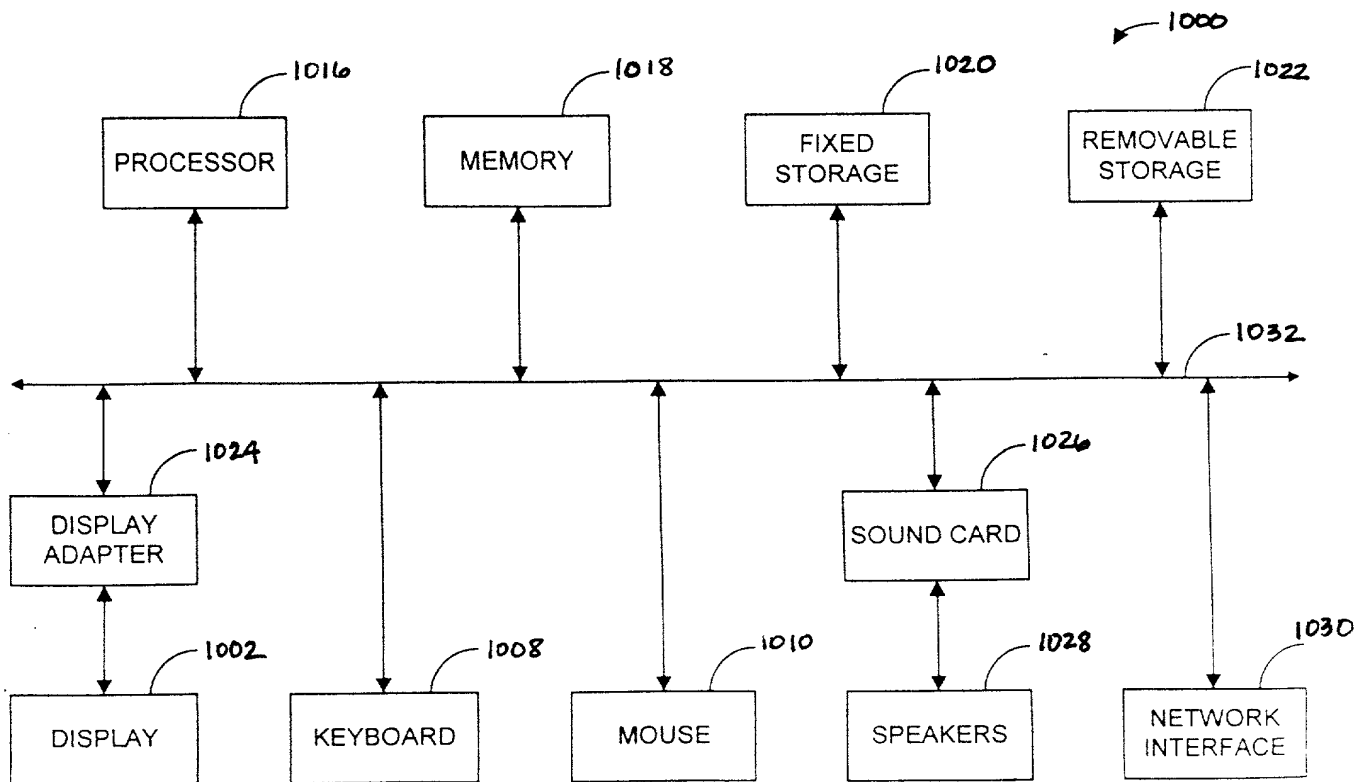 1000
1016
1018
1020
1022
PROCESSOR
MEMORY
FIXED
STORAGE
REMOVABLE
STORAGE
1032
1024
1026
DISPLAY
ADAPTER
SOUND CARD
1002
1008
1010
1028
1030
DISPLAY
KEYBOARD
MOUSE
SPEAKERS
NETWORK
INTERFACE